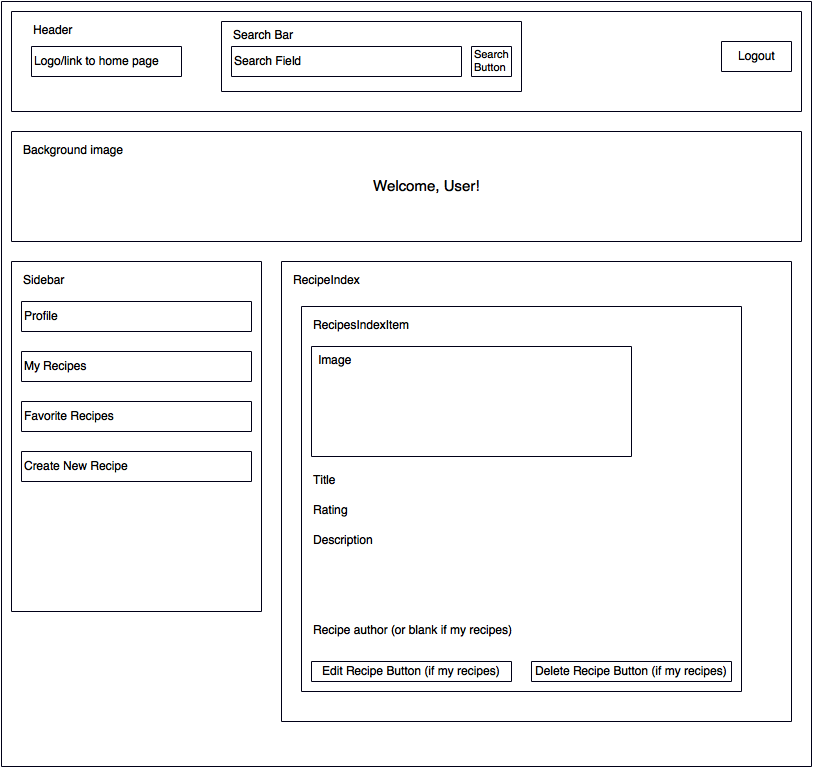 Header
Logo/link to home page
Search Bar
Search Field
Search
Button
Logout
Background image
Welcome, User!
Sidebar
Profile
My Recipes
Favorite Recipes
Create New Recipe
RecipeIndex
RecipesIndexItem
Image
Title
Rating
Description
Recipe author (or blank if my recipes)
Edit Recipe Button (if my recipes)
Delete Recipe Button (if my recipes)